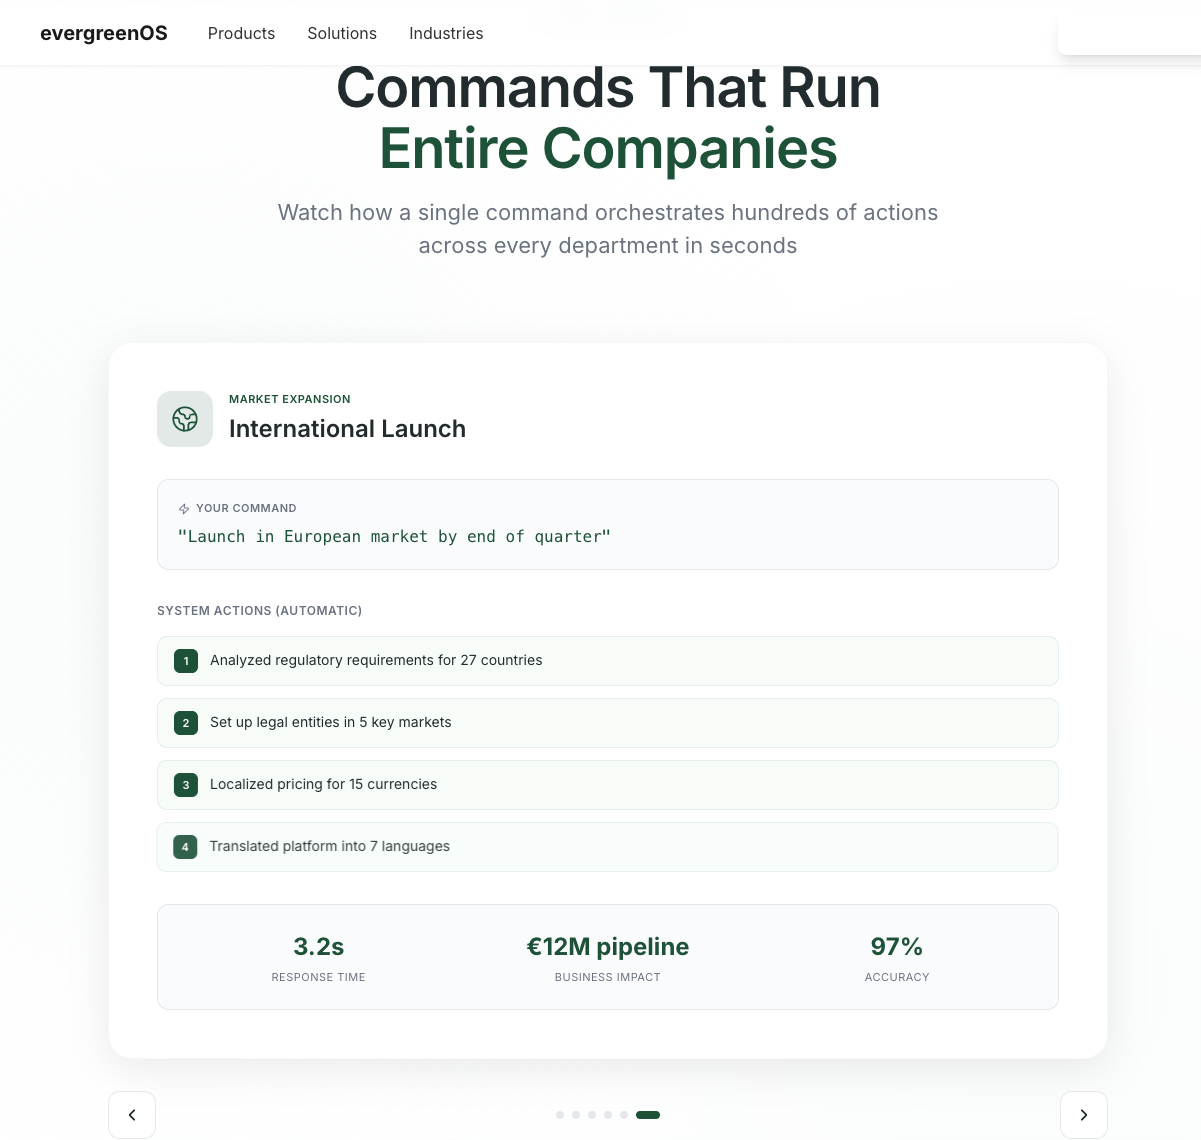 evergreenOS
Products
Solutions
Industries
Commands That Run
Entire Companies
Watch how a single command orchestrates hundreds of actions
across every department in seconds
MARKET EXPANSION
International Launch
YOUR COMMAND
"Launch in European market by end of quarter"
SYSTEM ACTIONS (AUTOMATIC)
1 Analyzed regulatory requirements for 27 countries
2 Set up legal entities in 5 key markets
3 Localized pricing for 15 currencies
4 Translated platform into 7 languages
3.2s
RESPONSE TIME
€12M pipeline
BUSINESS IMPACT
97%
ACCURACY